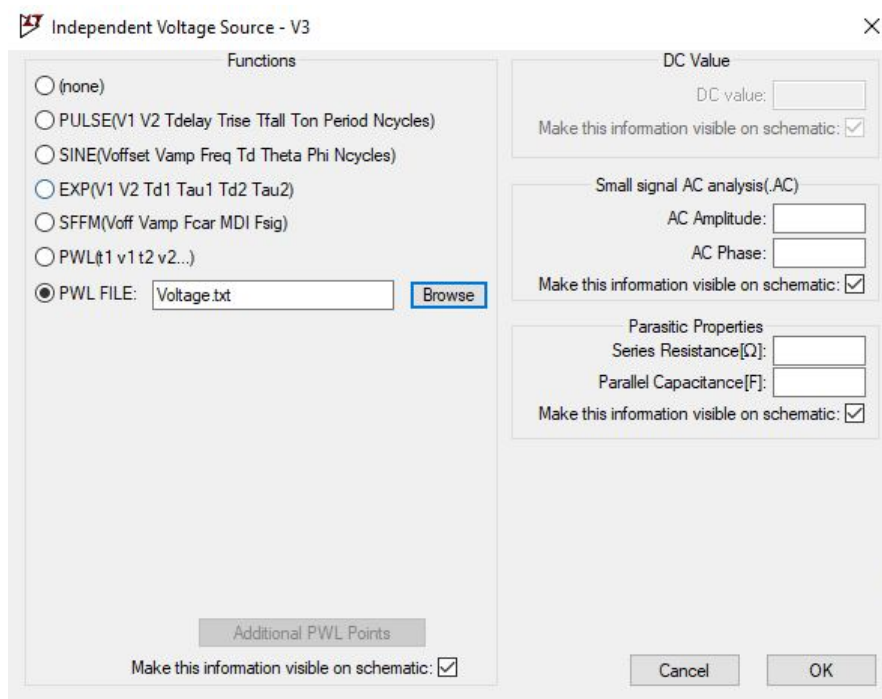 Independent Voltage Source - V3
Functions
(none)
PULSE(V1 V2 Tdelay Trise Tfall Ton Period Ncycles)
SINE(Voffset Vamp Freq Td Theta Phi Ncycles)
EXP(V1 V2 Td1 Tau1 Td2 Tau2)
SFFM(Voff Vamp Fcar MDI Fsig)
PWL(t1 v1 t2 v2...)
PWL FILE: Voltage.txt Browse
Additional PWL Points
Make this information visible on schematic:
DC Value
DC value:
Make this information visible on schematic:
Small signal AC analysis(.AC)
AC Amplitude:
AC Phase:
Make this information visible on schematic:
Parasitic Properties
Series Resistance[Ω]:
Parallel Capacitance[F]:
Make this information visible on schematic:
Cancel OK